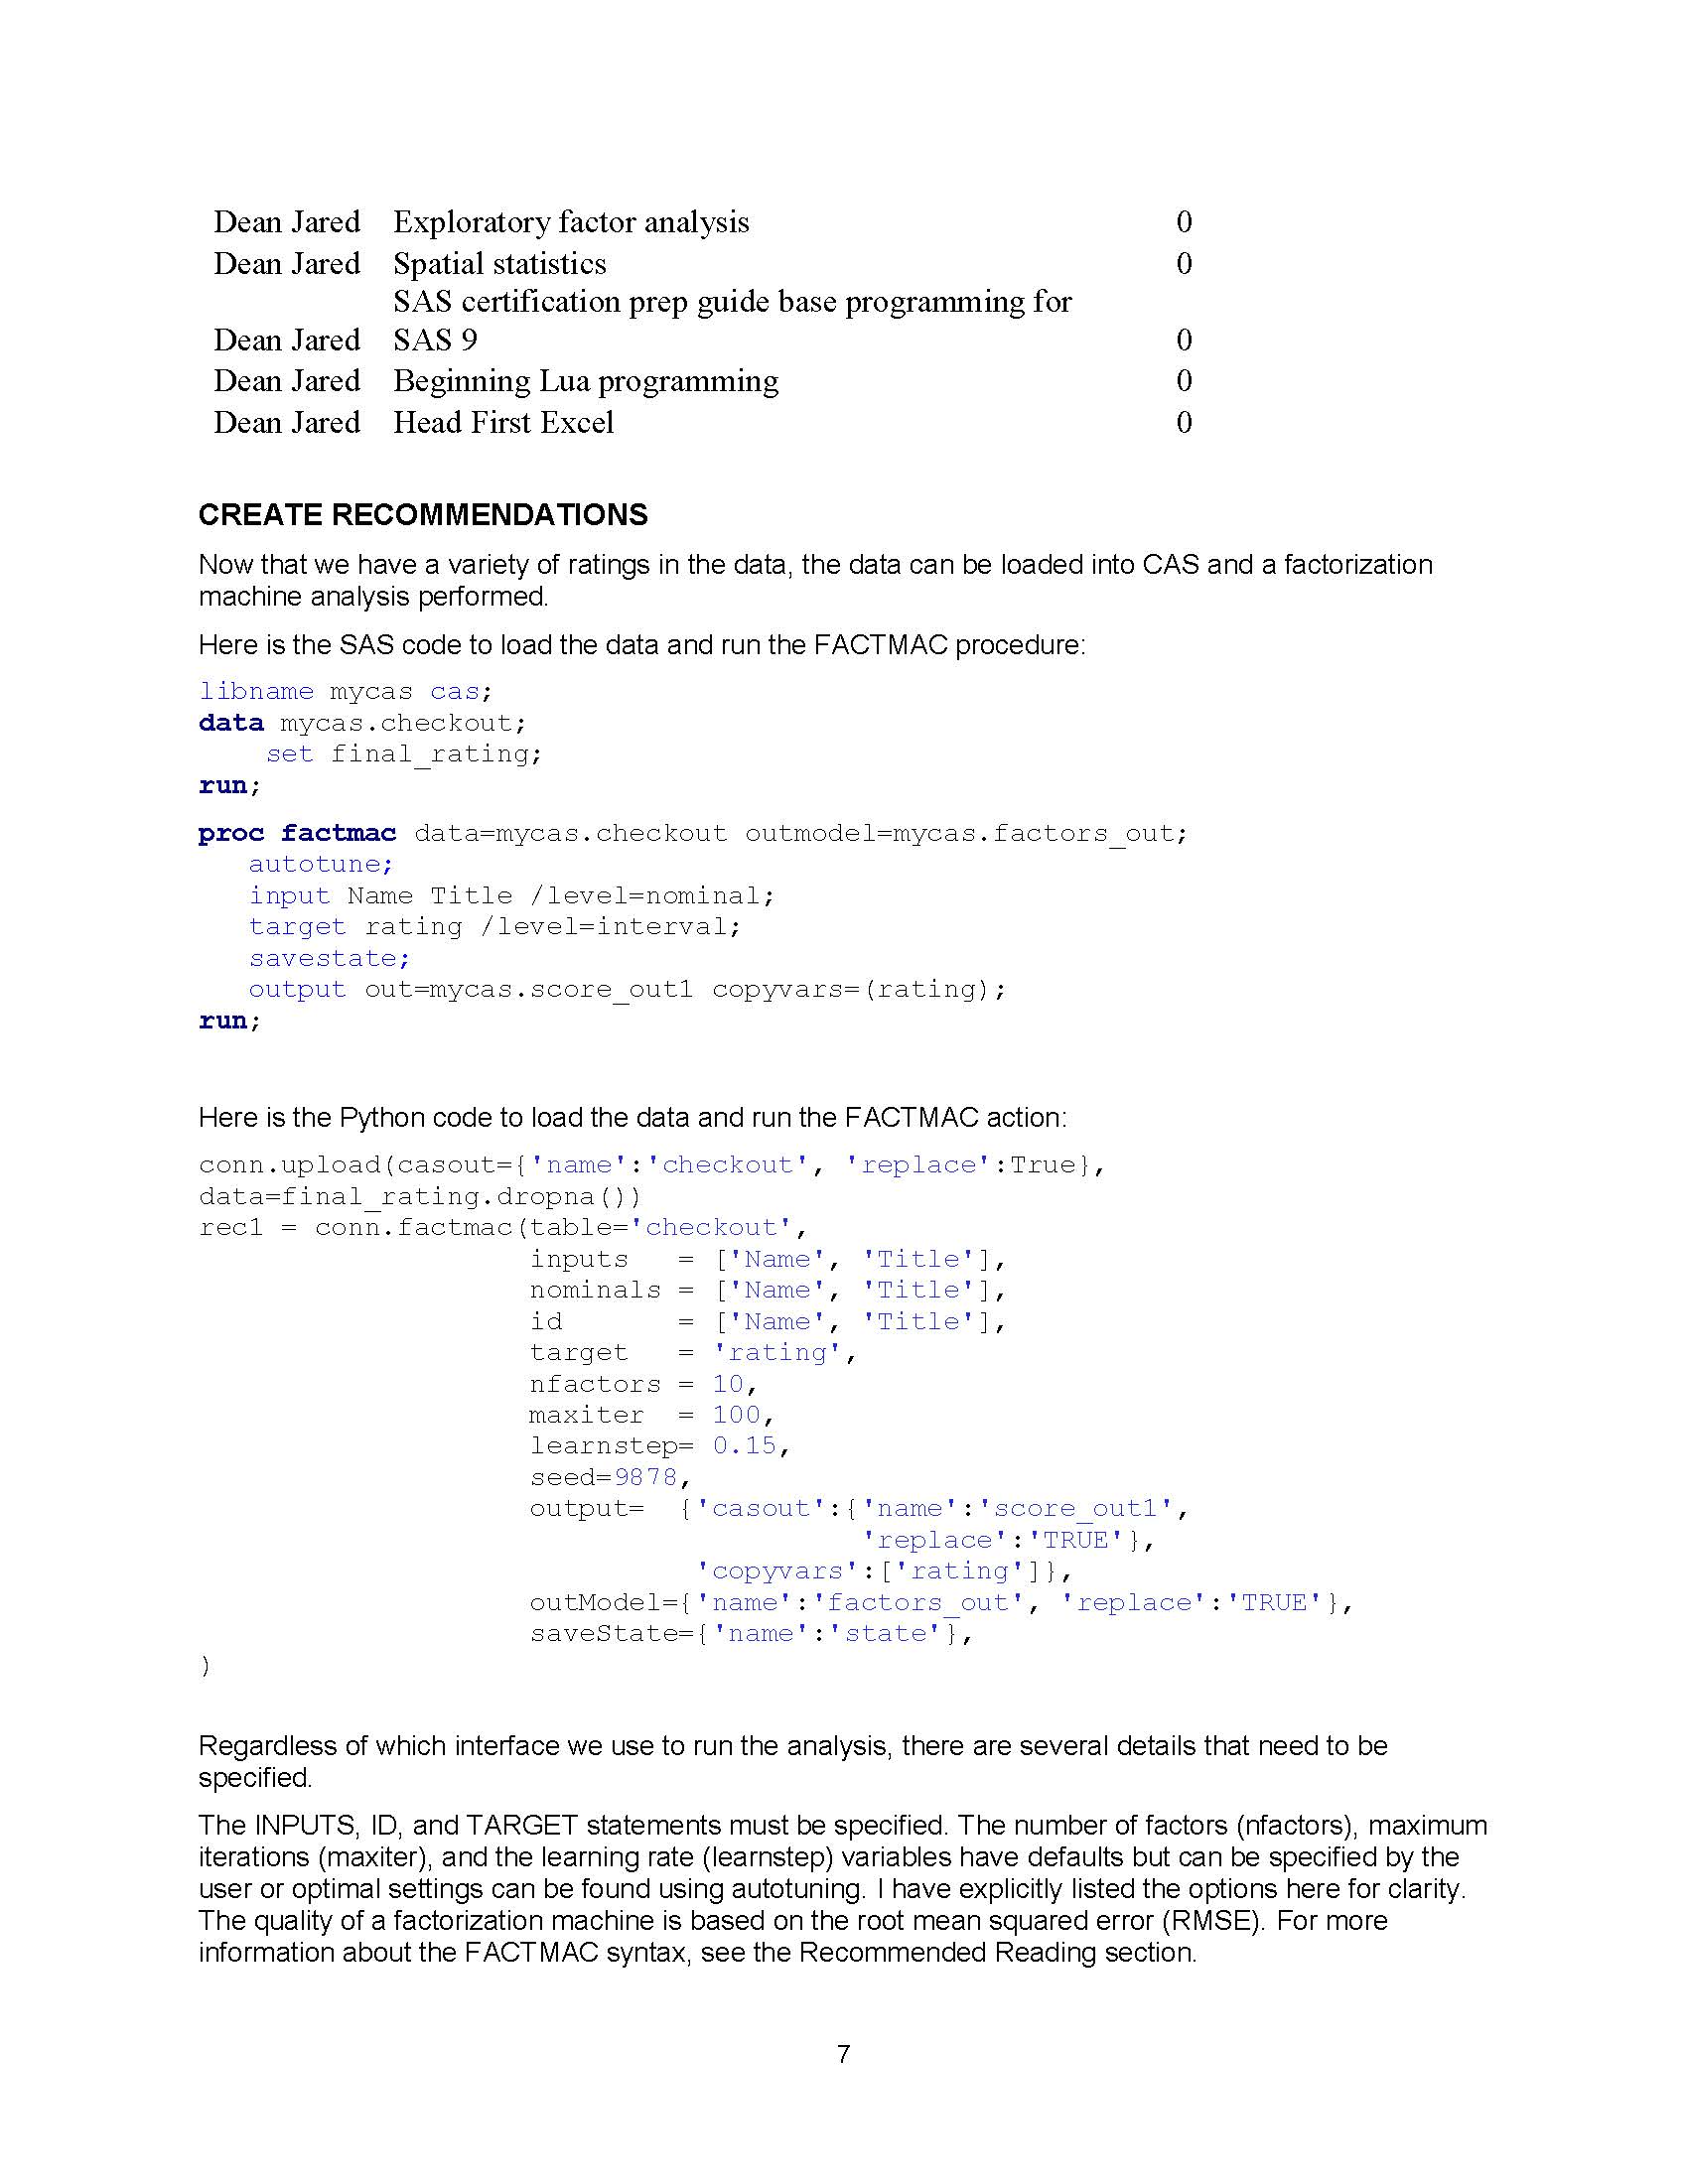 Dean Jared Exploratory factor analysis 0
Dean Jared Spatial statistics 0
SAS certification prep guide base programming for
Dean Jared SAS 9 0
Dean Jared Beginning Lua programming 0
Dean Jared Head First Excel 0
CREATE RECOMMENDATIONS
Now that we have a variety of ratings in the data, the data can be loaded into CAS and a factorization
machine analysis performed.
Here is the SAS code to load the data and run the FACTMAC procedure:
libname mycas cas;
data mycas.checkout;
    set final_rating;
run;
proc factmac data=mycas.checkout outmodel=mycas.factors_out;
   autotune;
   input Name Title /level=nominal;
   target rating /level=interval;
   savestate;
   output out=mycas.score_out1 copyvars=(rating);
run;
Here is the Python code to load the data and run the FACTMAC action:
conn.upload(casout={'name':'checkout', 'replace':True},
data=final_rating.dropna())
rec1 = conn.factmac(table='checkout',
                    inputs   = ['Name', 'Title'],
                    nominals = ['Name', 'Title'],
                    id       = ['Name', 'Title'],
                    target   = 'rating',
                    nfactors = 10,
                    maxiter  = 100,
                    learnstep= 0.15,
                    seed=9878,
                    output=  {'casout':{'name':'score_out1',
                                        'replace':'TRUE'},
                              'copyvars':['rating']},
                    outModel={'name':'factors_out', 'replace':'TRUE'},
                    saveState={'name':'state'},
)
Regardless of which interface we use to run the analysis, there are several details that need to be
specified.
The INPUTS, ID, and TARGET statements must be specified. The number of factors (nfactors), maximum
iterations (maxiter), and the learning rate (learnstep) variables have defaults but can be specified by the
user or optimal settings can be found using autotuning. I have explicitly listed the options here for clarity.
The quality of a factorization machine is based on the root mean squared error (RMSE). For more
information about the FACTMAC syntax, see the Recommended Reading section.
7